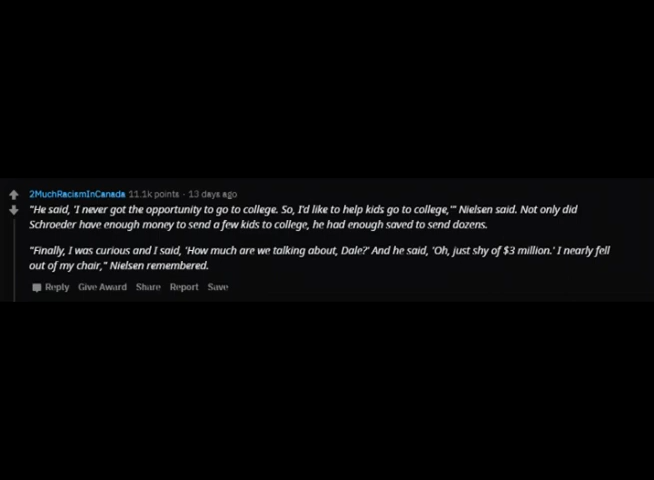 2MuchRacismInCanada 11.1k points · 13 days ago
"He said, 'I never got the opportunity to go to college. So, I'd like to help kids go to college,'" Nielsen said. Not only did
Schroeder have enough money to send a few kids to college, he had enough saved to send dozens.
"Finally, I was curious and I said, 'How much are we talking about, Dale?' And he said, 'Oh, just shy of $3 million.' I nearly fell
out of my chair," Nielsen remembered.
Reply Give Award Share Report Save